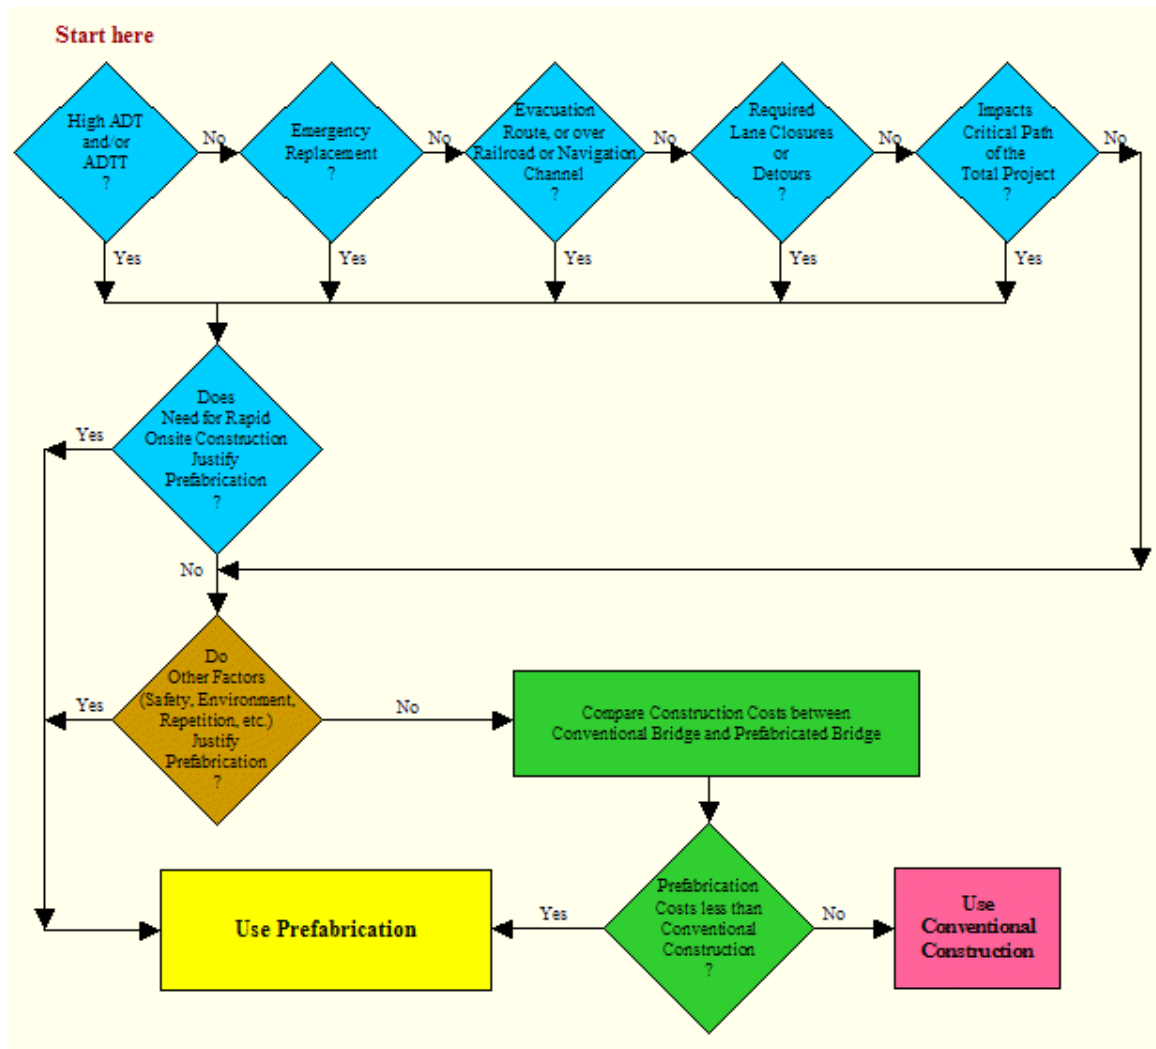 Start here
High ADT
and/or
ADTT
?
No
Emergency
Replacement
?
No
Evacuation
Route, or over
Railroad or Navigation
Channel
?
No
Required
Lane Closures
or
Detours
?
No
Impacts
Critical Path
of the
Total Project
?
No
Yes
Yes
Yes
Yes
Yes
Does
Need for Rapid
Onsite Construction
Justify
Prefabrication
?
Yes
No
Do
Other Factors
(Safety, Environment,
Repetition, etc.)
Justify
Prefabrication
?
Yes
No
Compare Construction Costs between
Conventional Bridge and Prefabricated Bridge
Prefabrication
Costs less than
Conventional
Construction
?
Yes
No
Use Prefabrication
Use
Conventional
Construction